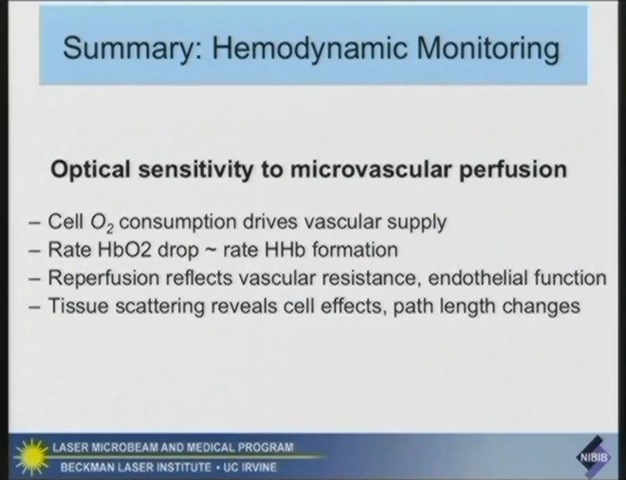 Summary: Hemodynamic Monitoring
Optical sensitivity to microvascular perfusion
– Cell O2 consumption drives vascular supply
– Rate HbO2 drop ~ rate HHb formation
– Reperfusion reflects vascular resistance, endothelial function
– Tissue scattering reveals cell effects, path length changes
LASER MICROBEAM AND MEDICAL PROGRAM
BECKMAN LASER INSTITUTE • UC IRVINE
NIBIB